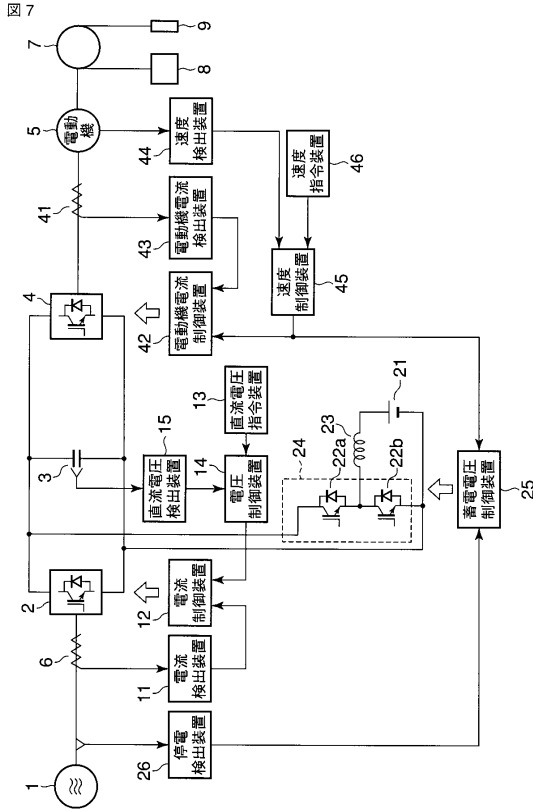 図7
1
2
3
4
5
電動
機
6
7
8
9
41
44
速度
検出装置
46
速度
指令装置
43
電動機電流
検出装置
42
電動機電流
制御装置
45
速度
制御装置
13
直流電圧
指令装置
15
直流電圧
検出装置
14
電圧
制御装置
24
22a
22b
23
21
12
電流
制御装置
11
電流
検出装置
26
停電
検出装置
25
蓄電電圧
制御装置